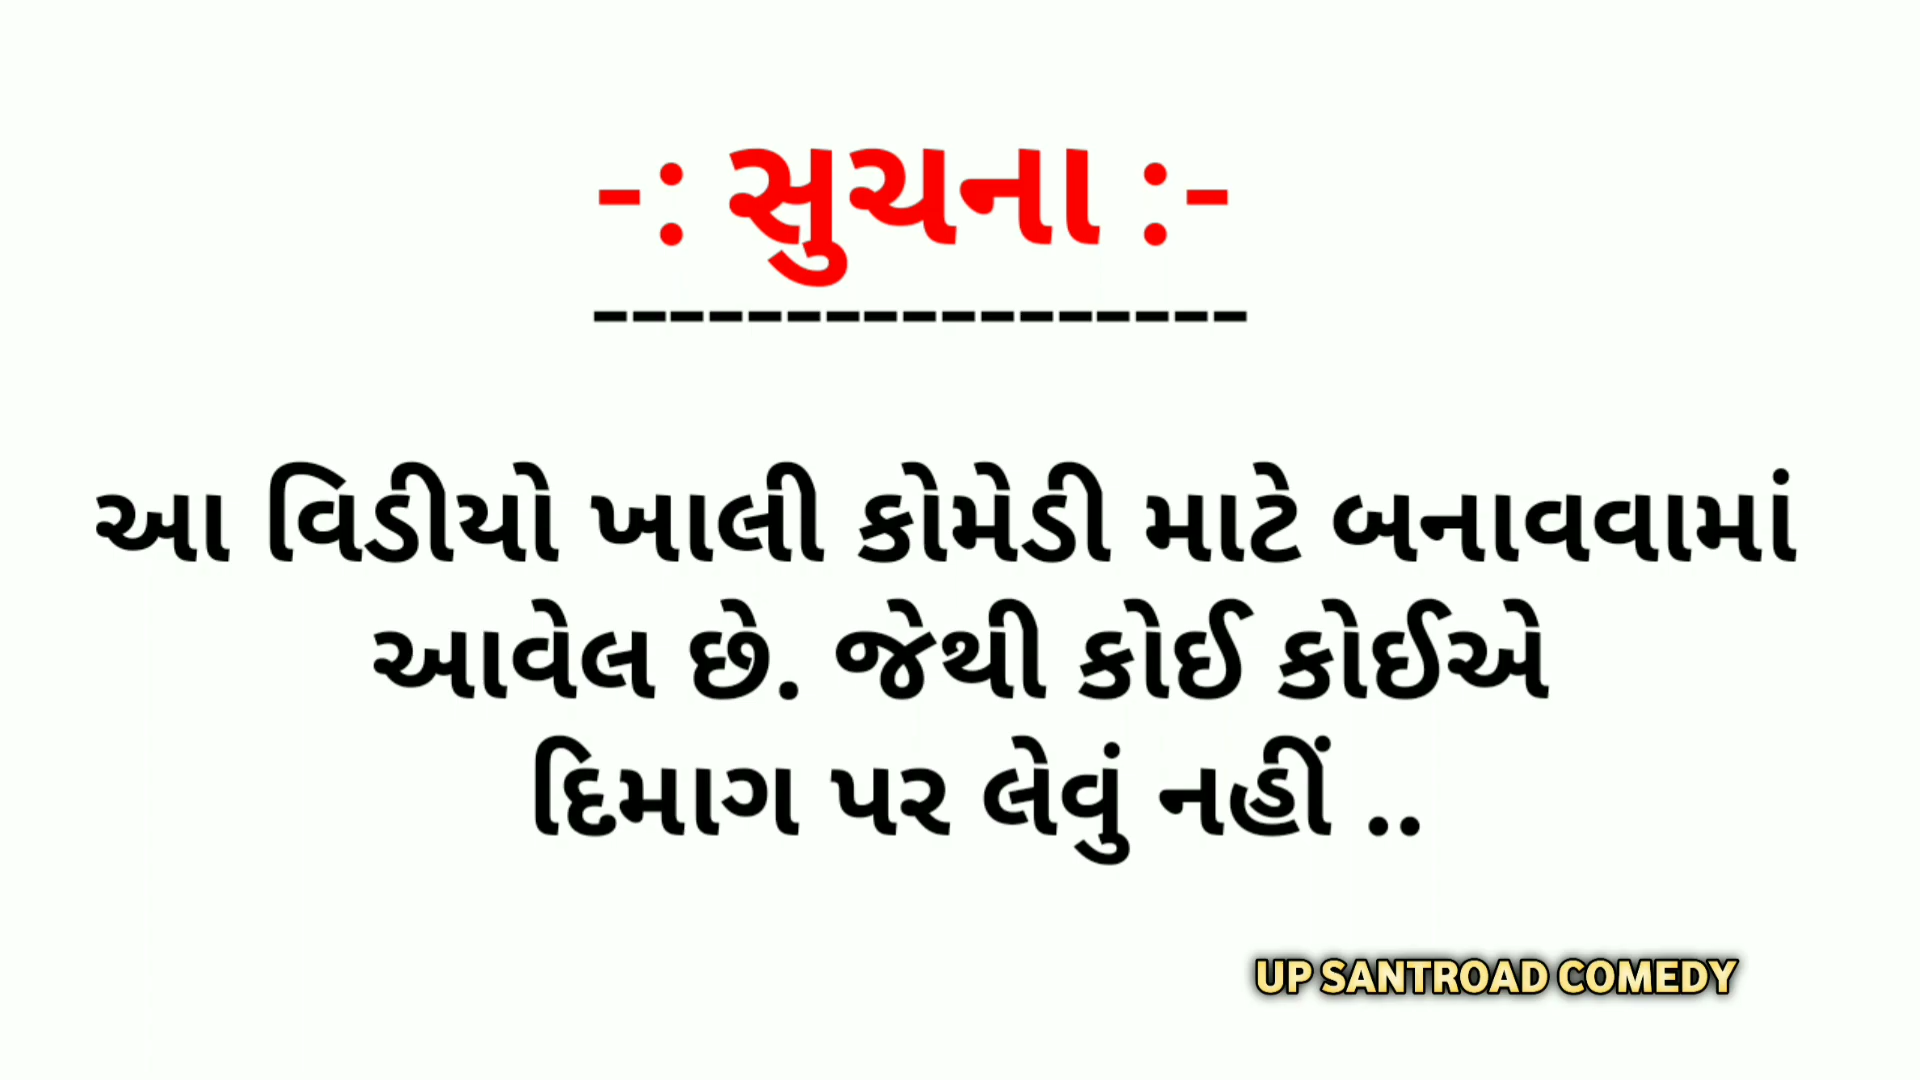 -: સુચના :-
-----------------
આ વિડીયો ખાલી કોમેડી માટે બનાવવામાં
આવેલ છે. જેથી કોઈ કોઈએ
દિમાગ પર લેવું નહીં ..
UP SANTROAD COMEDY